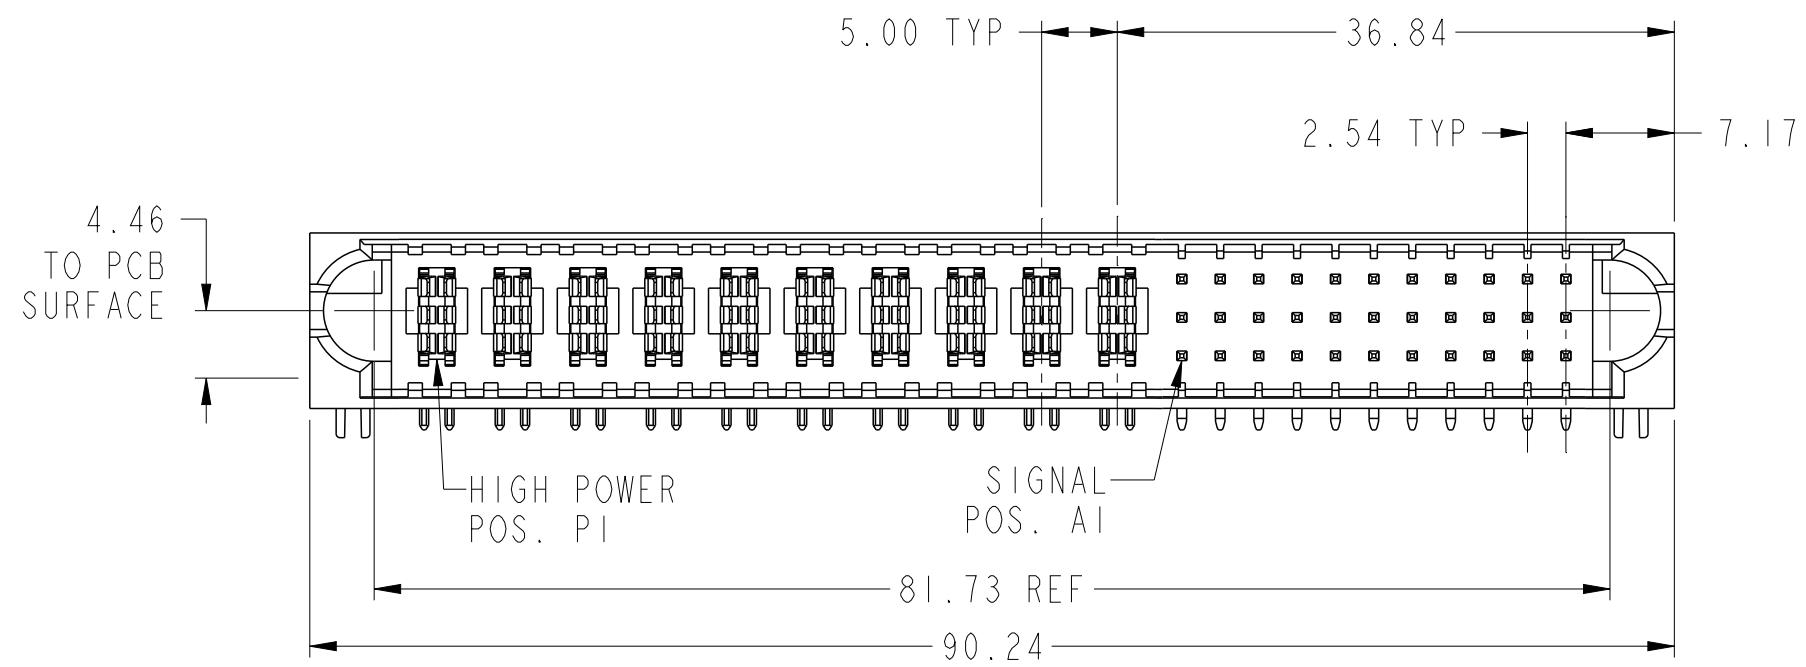 5.00 TYP
36.84
2.54 TYP
7.17
4.46
TO PCB
SURFACE
HIGH POWER
POS. P1
SIGNAL
POS. A1
81.73 REF
90.24